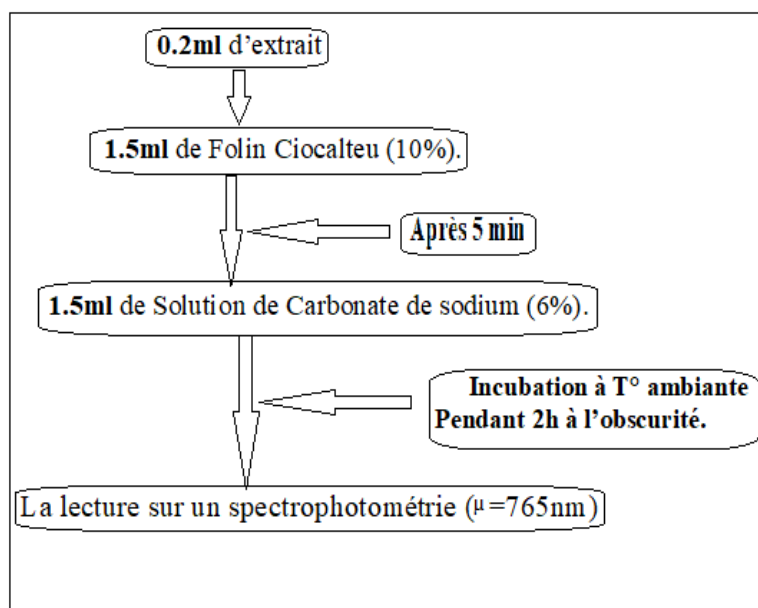 0.2ml d'extrait
1.5ml de Folin Ciocalteu (10%).
Après 5 min
1.5ml de Solution de Carbonate de sodium (6%).
Incubation à T° ambiante
Pendant 2h à l'obscurité.
La lecture sur un spectrophotométrie (µ=765nm)